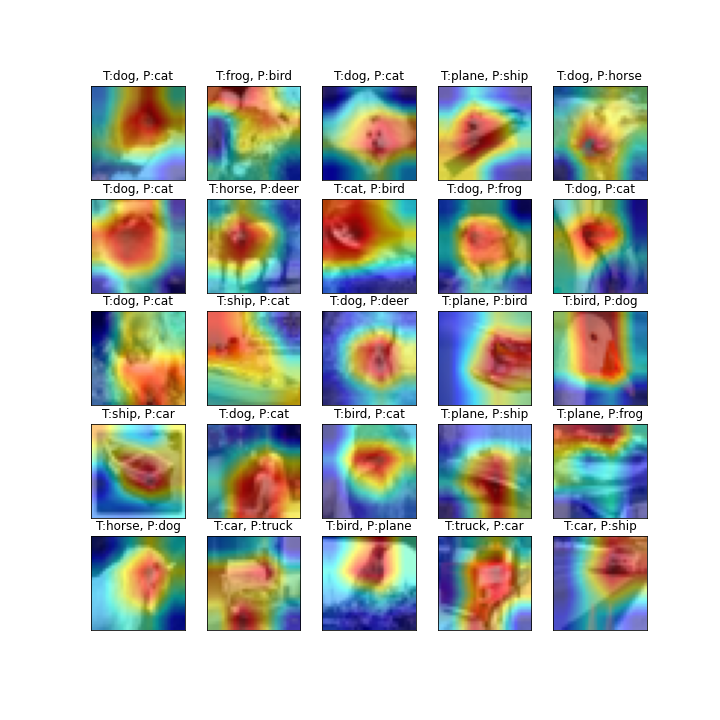 T:dog, P:cat
T:frog, P:bird
T:dog, P:cat
T:plane, P:ship
T:dog, P:horse
T:dog, P:cat
T:horse, P:deer
T:cat, P:bird
T:dog, P:frog
T:dog, P:cat
T:dog, P:cat
T:ship, P:cat
T:dog, P:deer
T:plane, P:bird
T:bird, P:dog
T:ship, P:car
T:dog, P:cat
T:bird, P:cat
T:plane, P:ship
T:plane, P:frog
T:horse, P:dog
T:car, P:truck
T:bird, P:plane
T:truck, P:car
T:car, P:ship